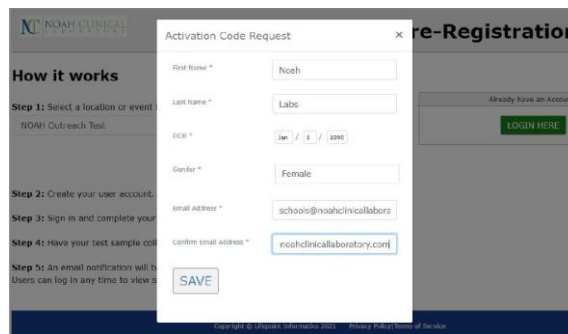 NOAH CLINICAL
LABORATORY
re-Registration
Activation Code Request ×
First Name * Noah
Last Name * Labs
DOB * Jan / 1 / 1990
Gender * Female
Email Address * schools@noahclinicallabora
Confirm Email Address * noahclinicallaboratory.com
SAVE
How it works
Step 1: Select a location or event
NOAH Outreach Test
Step 2: Create your user account.
Step 3: Sign in and complete your
Step 4: Have your test sample coll
Step 5: An email notification will b
Users can log in any time to view s
Already have an Accou
LOGIN HERE
Copyright © Lifepoint Informatics 2021 Privacy Policy|Terms of Service